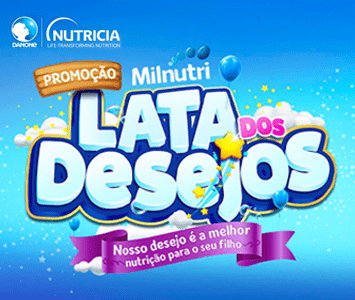 DANONE
NUTRICIA
LIFE-TRANSFORMING NUTRITION
PROMOÇÃO
Milnutri
LATA DOS
Desejos
Nosso desejo é a melhor
nutrição para o seu filho